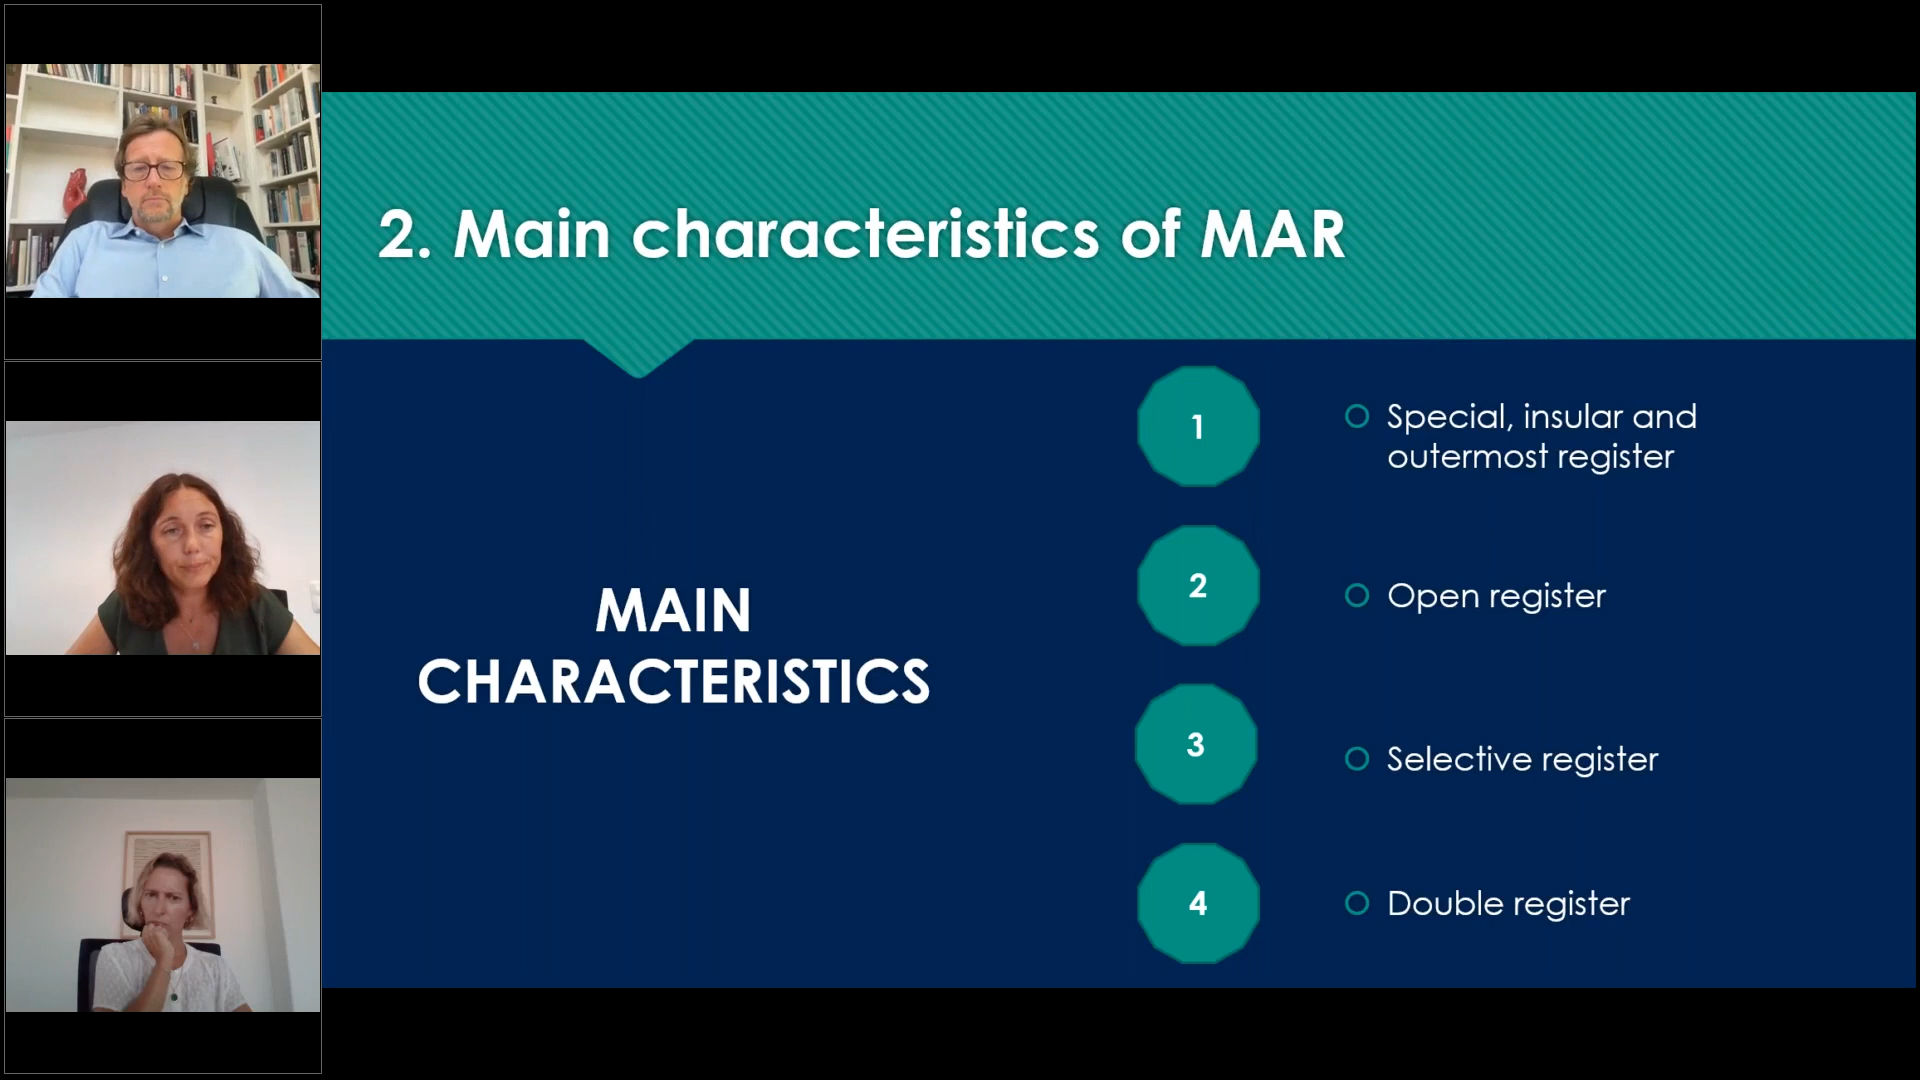 2. Main characteristics of MAR
MAIN
CHARACTERISTICS
1
Special, insular and
outermost register
2
Open register
3
Selective register
4
Double register